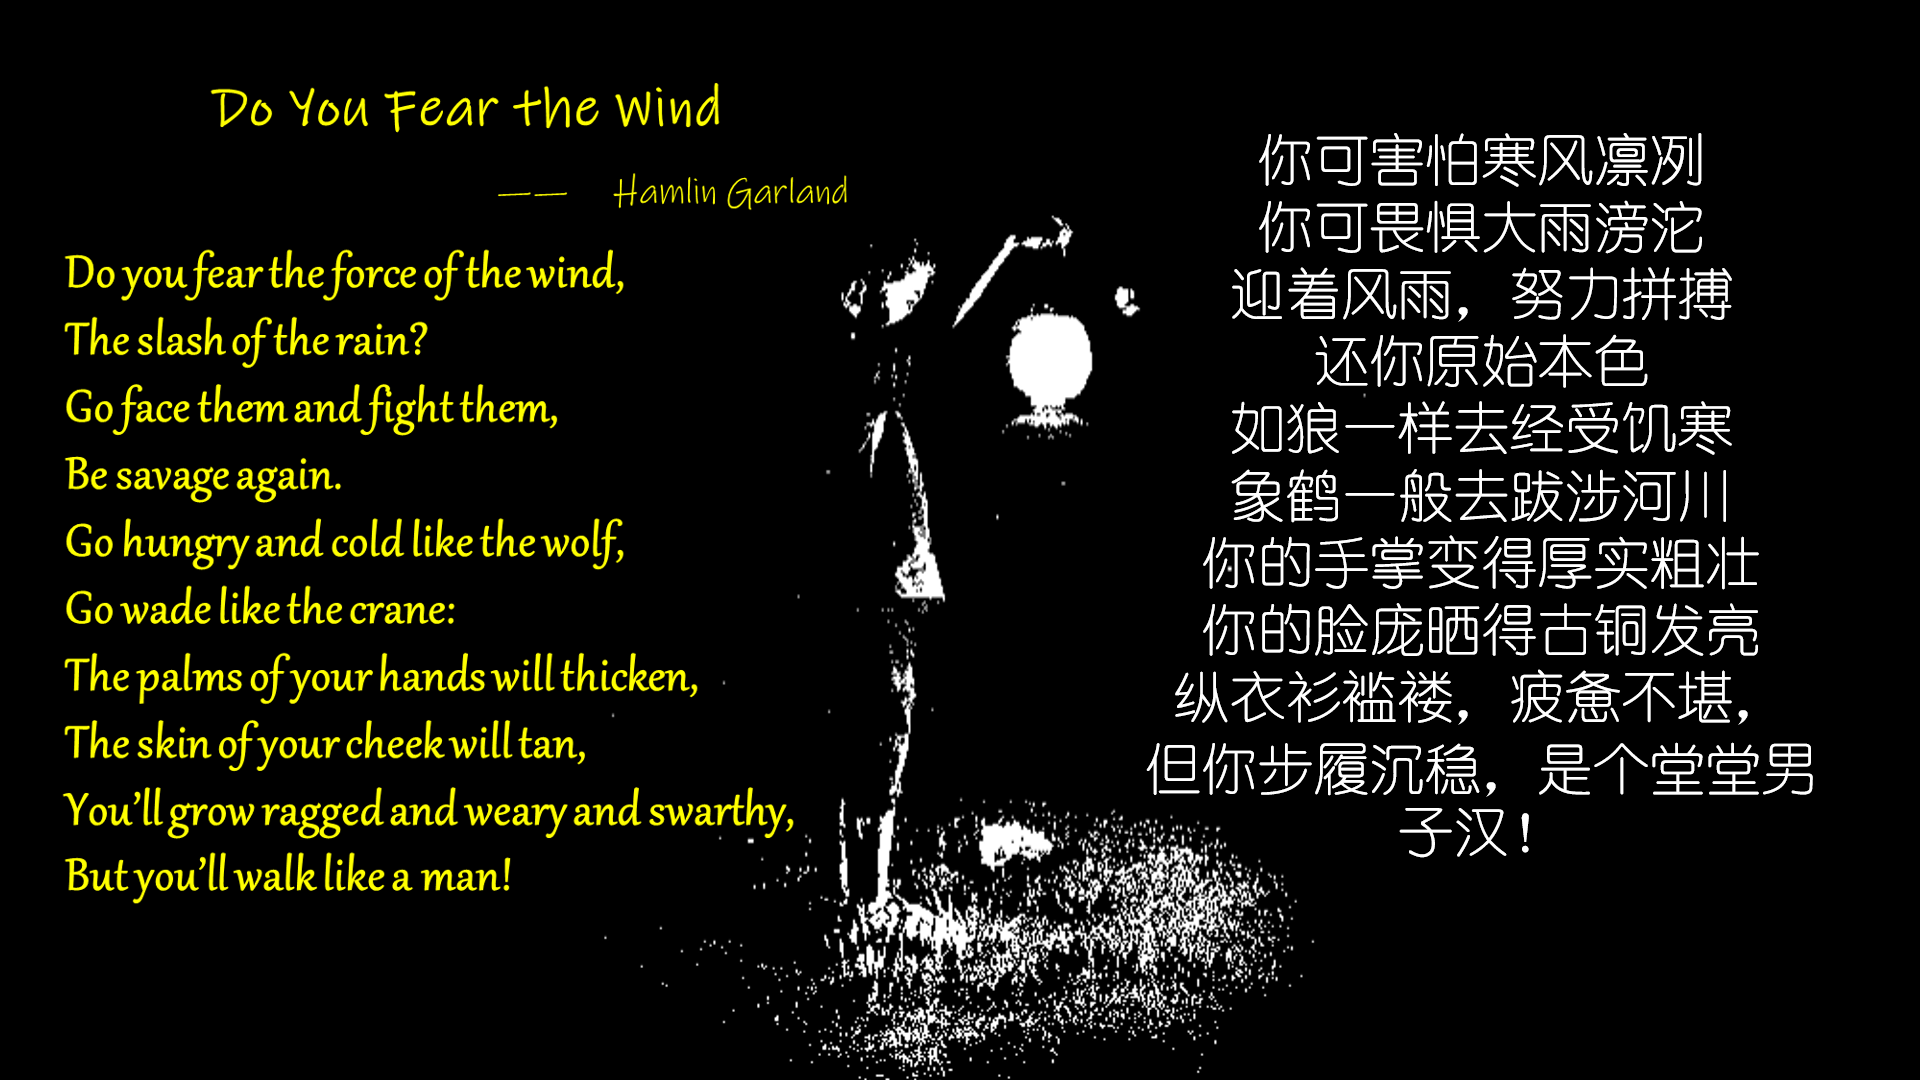 Do You Fear the Wind
—— Hamlin Garland
Do you fear the force of the wind,
The slash of the rain?
Go face them and fight them,
Be savage again.
Go hungry and cold like the wolf,
Go wade like the crane:
The palms of your hands will thicken,
The skin of your cheek will tan,
You’ll grow ragged and weary and swarthy,
But you’ll walk like a man!
你可害怕寒风凛冽
你可畏惧大雨滂沱
迎着风雨，努力拼搏
还你原始本色
如狼一样去经受饥寒
象鹤一般去跋涉河川
你的手掌变得厚实粗壮
你的脸庞晒得古铜发亮
纵衣衫褴褛，疲惫不堪，
但你步履沉稳，是个堂堂男
子汉！